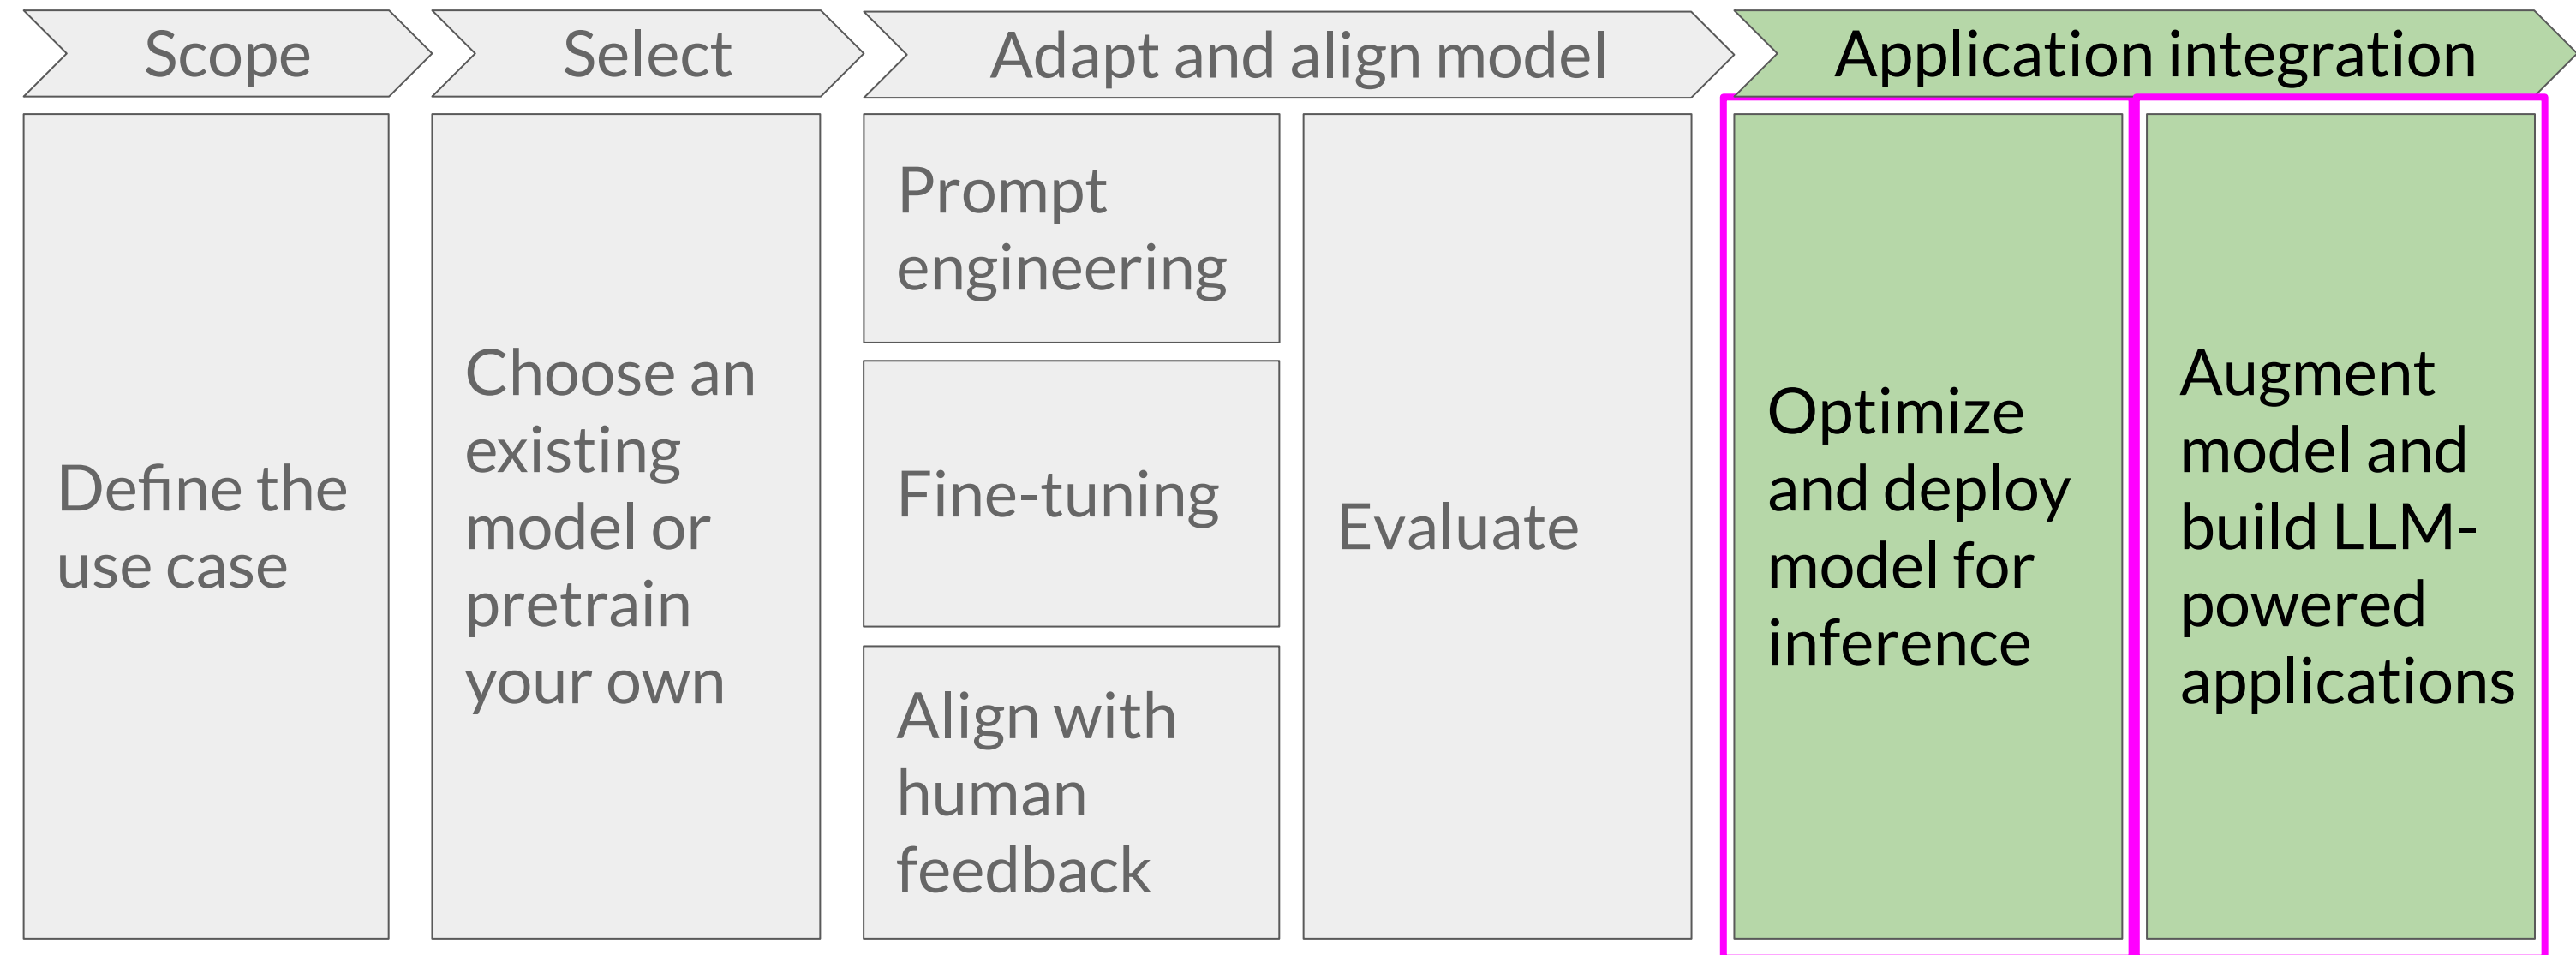 Scope
Select
Adapt and align model
Application integration
Define the
use case
Choose an
existing
model or
pretrain
your own
Prompt
engineering
Fine-tuning
Align with
human
feedback
Evaluate
Optimize
and deploy
model for
inference
Augment
model and
build LLM-
powered
applications